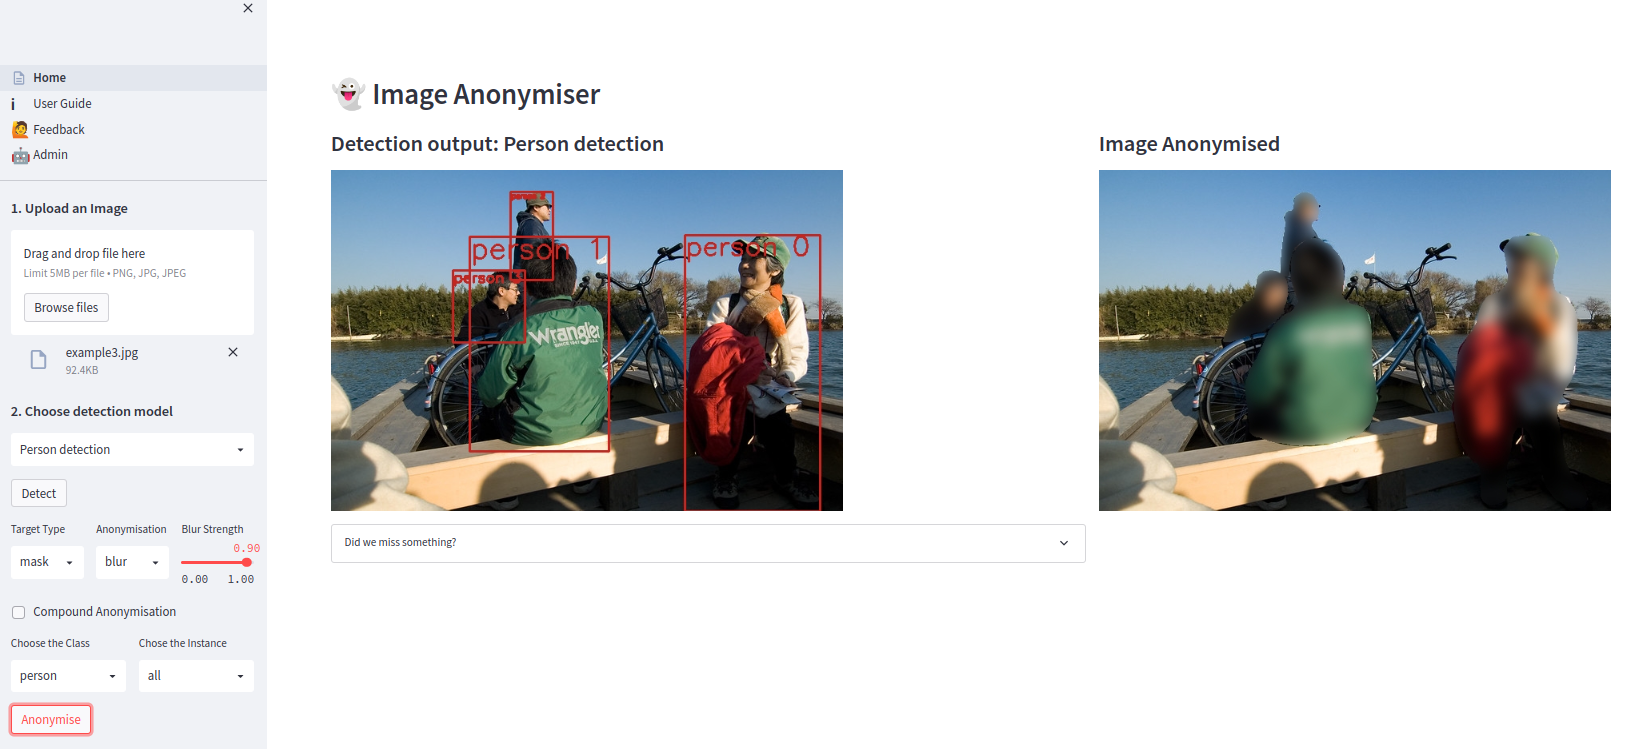 Home
User Guide
Feedback
Admin
1. Upload an Image
Drag and drop file here
Limit 5MB per file • PNG, JPG, JPEG
Browse files
example3.jpg
92.4KB
2. Choose detection model
Person detection
Detect
Target Type Anonymisation Blur Strength
mask blur 0.90
0.00 1.00
Compound Anonymisation
Choose the Class Chose the Instance
person all
Anonymise
Image Anonymiser
Detection output: Person detection
person
person 1
person 0
person
Wrangler
Did we miss something?
Image Anonymised